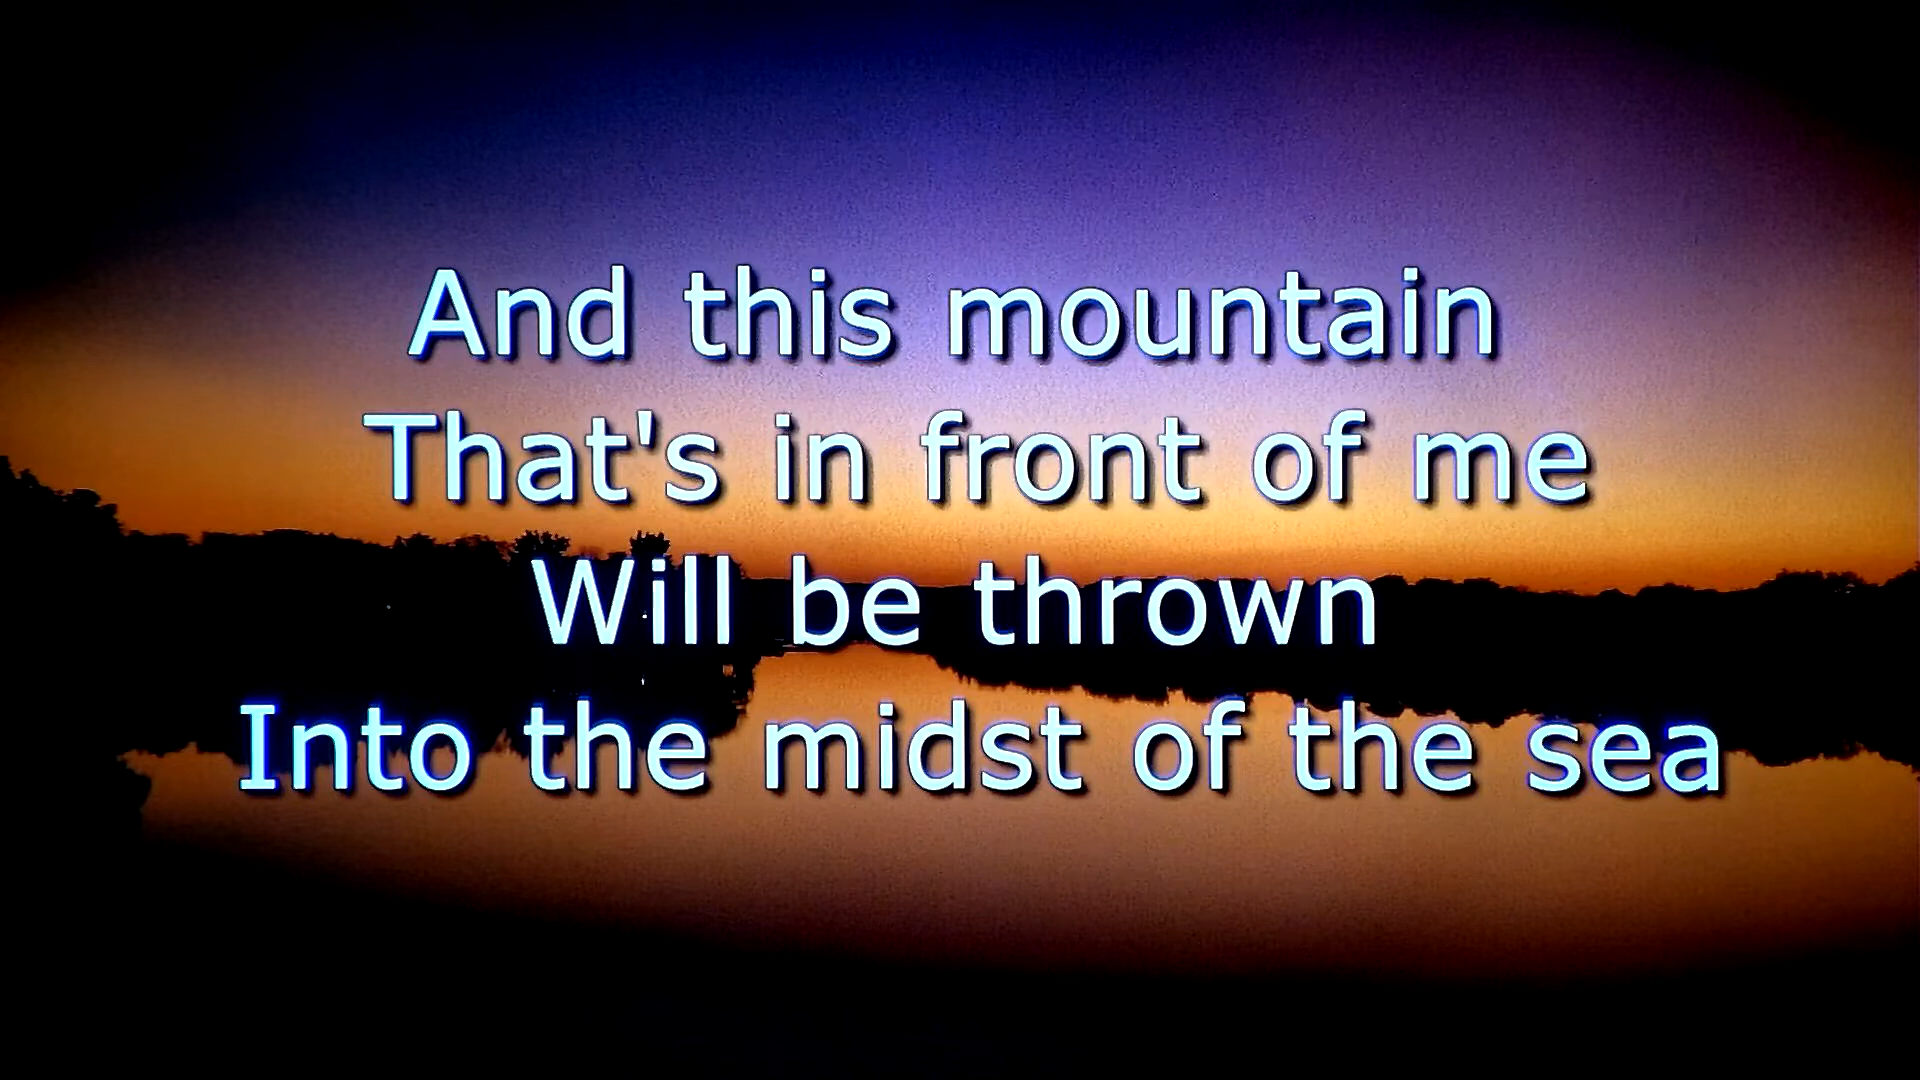 And this mountain
That's in front of me
Will be thrown
Into the midst of the sea